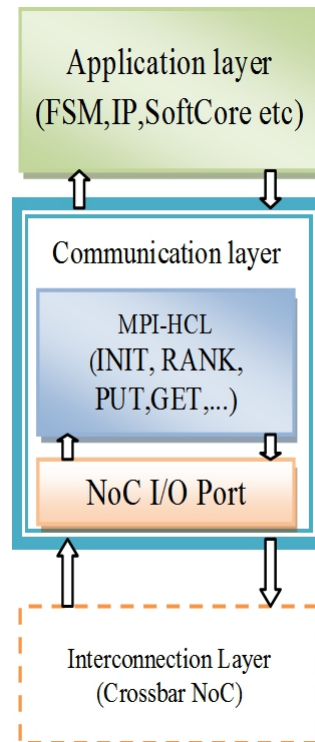 Application layer
(FSM,IP,SoftCore etc)
Communication layer
MPI-HCL
(INIT, RANK,
PUT,GET,...)
NoC I/O Port
Interconnection Layer
(Crossbar NoC)